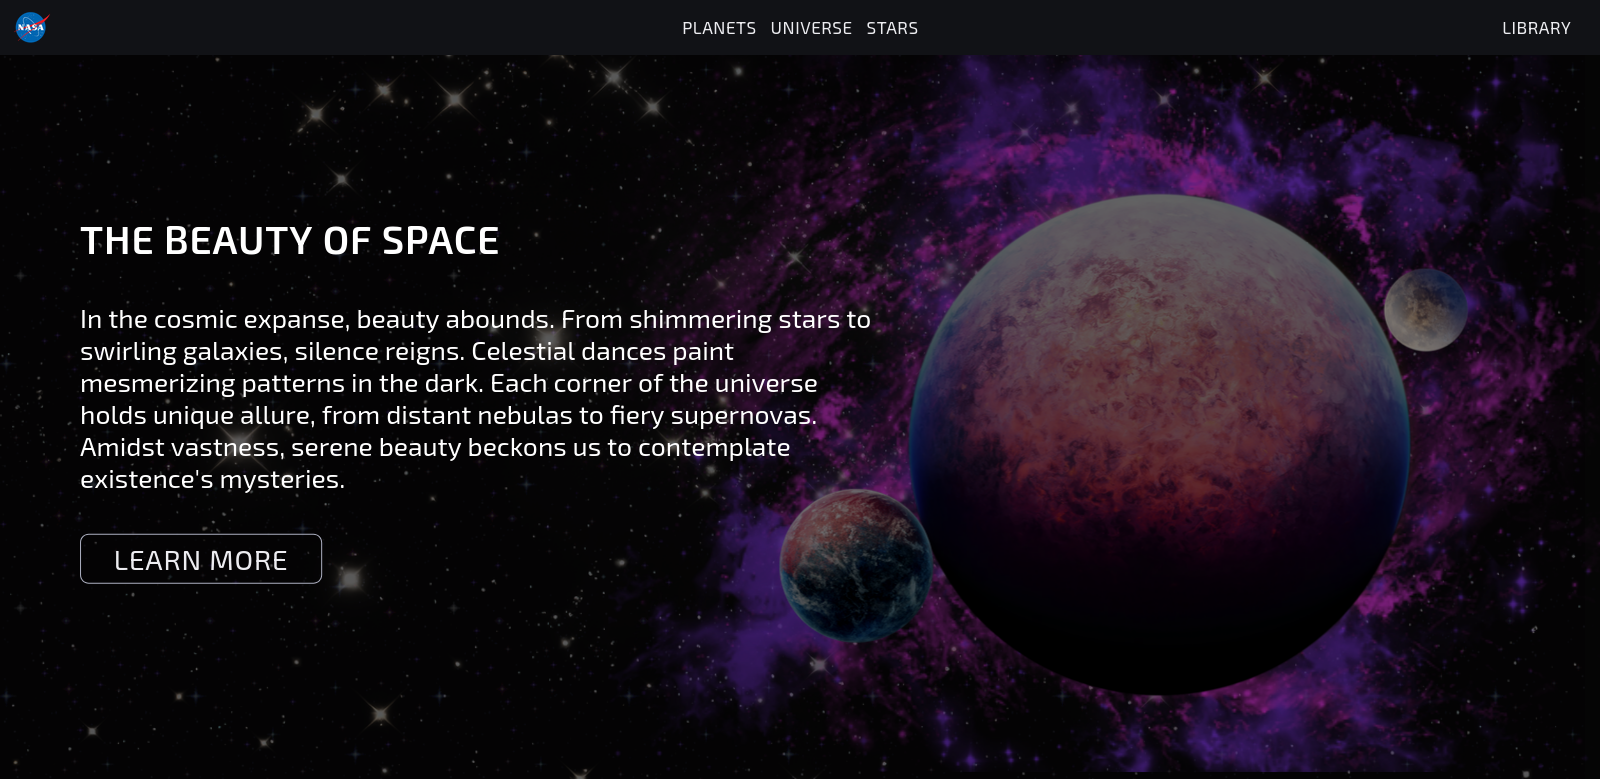 NASA
PLANETS UNIVERSE STARS
LIBRARY
THE BEAUTY OF SPACE
In the cosmic expanse, beauty abounds. From shimmering stars to
swirling galaxies, silence reigns. Celestial dances paint
mesmerizing patterns in the dark. Each corner of the universe
holds unique allure, from distant nebulas to fiery supernovas.
Amidst vastness, serene beauty beckons us to contemplate
existence's mysteries.
LEARN MORE